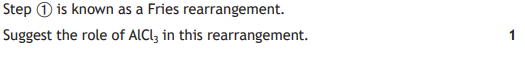 Step ① is known as a Fries rearrangement.
Suggest the role of AlCl₃ in this rearrangement. 1